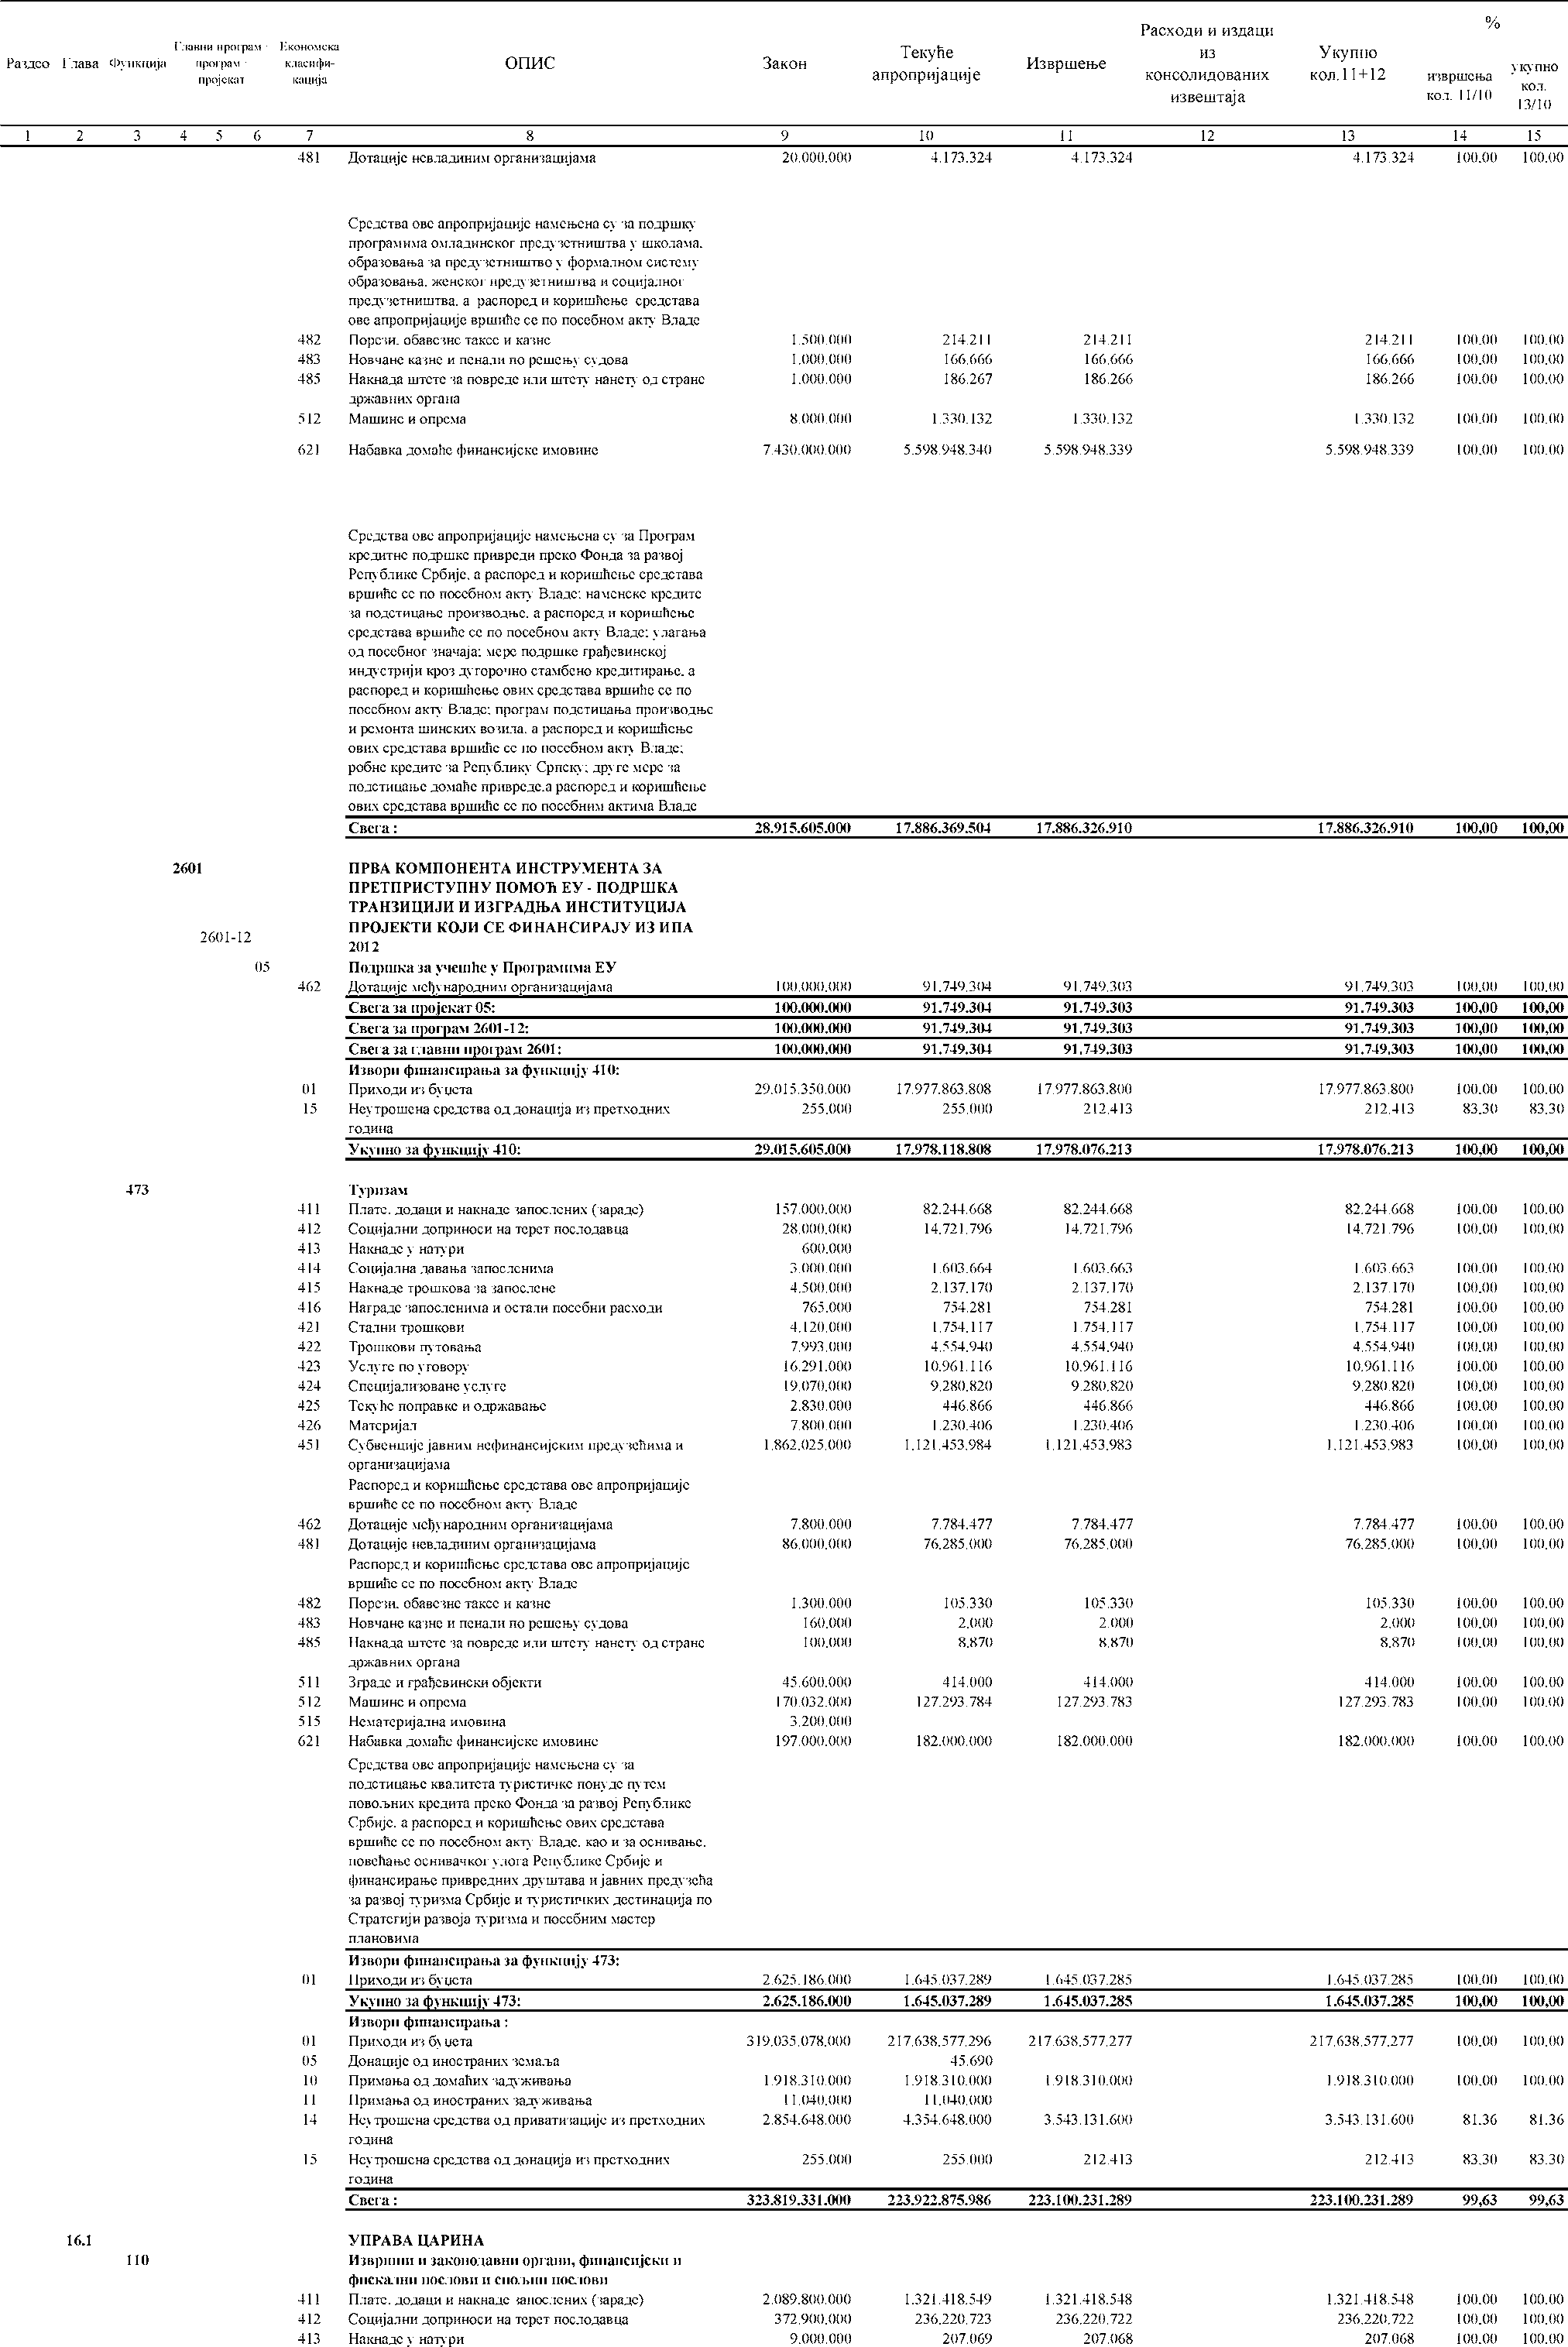 Раздео Глава Функција Главни програм - програм - пројекат Економска класифи- кација ОПИС Закон Текуће апропријације Извршење Расходи и издаци из консолидованих извештаја Укупно кол.11+12 % извршења кол. 11/10 укупно кол. 13/10
1 2 3 4 5 6 7 8 9 10 11 12 13 14 15
481 Дотације невладиним организацијама 20.000.000 4.173.324 4.173.324 4.173.324 100,00 100,00
Средства ове апропријације намењена су за подршку
програмима омладинског предузетништва у школама,
образовања за предузетништво у формалном систему
образовања, женског предузетништва и социјалног
предузетништва, а распоред и коришћење средстава
ове апропријације вршиће се по посебном акту Владе
482 Порези, обавезне таксе и казне 1.500.000 214.211 214.211 214.211 100,00 100,00
483 Новчане казне и пенали по решењу судова 1.000.000 166.666 166.666 166.666 100,00 100,00
485 Накнада штете за повреде или штету нанету од стране 1.000.000 186.267 186.266 186.266 100,00 100,00
државних органа
512 Машине и опрема 8.000.000 1.330.132 1.330.132 1.330.132 100,00 100,00
621 Набавка домаће финансијске имовине 7.430.000.000 5.598.948.340 5.598.948.339 5.598.948.339 100,00 100,00
Средства ове апропријације намењена су за Програм
кредитне подршке привреди преко Фонда за развој
Републике Србије, а распоред и коришћење средстава
вршиће се по посебном акту Владе; наменске кредите
за подстицање производње, а распоред и коришћење
средстава вршиће се по посебном акту Владе; улагања
од посебног значаја; мере подршке грађевинској
индустрији кроз дугорочно стамбено кредитирање, а
распоред и коришћење ових средстава вршиће се по
посебном акту Владе; програм подстицања производње
и ремонта шинских возила, а распоред и коришћење
ових средстава вршиће се по посебном акту Владе;
робне кредите за Републику Српску; друге мере за
подстицање домаће привреде,а распоред и коришћење
ових средстава вршиће се по посебним актима Владе
Свега : 28.915.605.000 17.886.369.504 17.886.326.910 17.886.326.910 100,00 100,00
2601 ПРВА КОМПОНЕНТА ИНСТРУМЕНТА ЗА
ПРЕТПРИСТУПНУ ПОМОЋ ЕУ - ПОДРШКА
ТРАНЗИЦИЈИ И ИЗГРАДЊА ИНСТИТУЦИЈА
2601-12 ПРОЈЕКТИ КОЈИ СЕ ФИНАНСИРАЈУ ИЗ ИПА
2012
05 Подршка за учешће у Програмима ЕУ
462 Дотације међународним организацијама 100.000.000 91.749.304 91.749.303 91.749.303 100,00 100,00
Свега за пројекат 05: 100.000.000 91.749.304 91.749.303 91.749.303 100,00 100,00
Свега за програм 2601-12: 100.000.000 91.749.304 91.749.303 91.749.303 100,00 100,00
Свега за главни програм 2601: 100.000.000 91.749.304 91.749.303 91.749.303 100,00 100,00
Извори финансирања за функцију 410:
01 Приходи из буџета 29.015.350.000 17.977.863.808 17.977.863.800 17.977.863.800 100,00 100,00
15 Неутрошена средства од донација из претходних 255.000 255.000 212.413 212.413 83,30 83,30
година
Укупно за функцију 410: 29.015.605.000 17.978.118.808 17.978.076.213 17.978.076.213 100,00 100,00
473 Туризам
411 Плате, додаци и накнаде запослених (зараде) 157.000.000 82.244.668 82.244.668 82.244.668 100,00 100,00
412 Социјални доприноси на терет послодавца 28.000.000 14.721.796 14.721.796 14.721.796 100,00 100,00
413 Накнаде у натури 600.000
414 Социјална давања запосленима 3.000.000 1.603.664 1.603.663 1.603.663 100,00 100,00
415 Накнаде трошкова за запослене 4.500.000 2.137.170 2.137.170 2.137.170 100,00 100,00
416 Награде запосленима и остали посебни расходи 765.000 754.281 754.281 754.281 100,00 100,00
421 Стални трошкови 4.120.000 1.754.117 1.754.117 1.754.117 100,00 100,00
422 Трошкови путовања 7.993.000 4.554.940 4.554.940 4.554.940 100,00 100,00
423 Услуге по уговору 16.291.000 10.961.116 10.961.116 10.961.116 100,00 100,00
424 Специјализоване услуге 19.070.000 9.280.820 9.280.820 9.280.820 100,00 100,00
425 Текуће поправке и одржавање 2.830.000 446.866 446.866 446.866 100,00 100,00
426 Материјал 7.800.000 1.230.406 1.230.406 1.230.406 100,00 100,00
451 Субвенције јавним нефинансијским предузећима и 1.862.025.000 1.121.453.984 1.121.453.983 1.121.453.983 100,00 100,00
организацијама
Распоред и коришћење средстава ове апропријације
вршиће се по посебном акту Владе
462 Дотације међународним организацијама 7.800.000 7.784.477 7.784.477 7.784.477 100,00 100,00
481 Дотације невладиним организацијама 86.000.000 76.285.000 76.285.000 76.285.000 100,00 100,00
Распоред и коришћење средстава ове апропријације
вршиће се по посебном акту Владе
482 Порези, обавезне таксе и казне 1.300.000 105.330 105.330 105.330 100,00 100,00
483 Новчане казне и пенали по решењу судова 160.000 2.000 2.000 2.000 100,00 100,00
485 Накнада штете за повреде или штету нанету од стране 100.000 8.870 8.870 8.870 100,00 100,00
државних органа
511 Зграде и грађевински објекти 45.600.000 414.000 414.000 414.000 100,00 100,00
512 Машине и опрема 170.032.000 127.293.784 127.293.783 127.293.783 100,00 100,00
515 Нематеријална имовина 3.200.000
621 Набавка домаће финансијске имовине 197.000.000 182.000.000 182.000.000 182.000.000 100,00 100,00
Средства ове апропријације намењена су за
подстицање квалитета туристичке понуде путем
повољних кредита преко Фонда за развој Републике
Србије, а распоред и коришћење ових средстава
вршиће се по посебном акту Владе, као и за оснивање,
повећање оснивачког улога Републике Србије и
финансирање привредних друштава и јавних предузећа
за развој туризма Србије и туристичких дестинација по
Стратегији развоја туризма и посебним мастер
плановима
Извори финансирања за функцију 473:
01 Приходи из буџета 2.625.186.000 1.645.037.289 1.645.037.285 1.645.037.285 100,00 100,00
Укупно за функцију 473: 2.625.186.000 1.645.037.289 1.645.037.285 1.645.037.285 100,00 100,00
Извори финансирања :
01 Приходи из буџета 319.035.078.000 217.638.577.296 217.638.577.277 217.638.577.277 100,00 100,00
05 Донације од иностраних земаља 45.690
10 Примања од домаћих задуживања 1.918.310.000 1.918.310.000 1.918.310.000 1.918.310.000 100,00 100,00
11 Примања од иностраних задуживања 11.040.000 11.040.000
14 Неутрошена средства од приватизације из претходних 2.854.648.000 4.354.648.000 3.543.131.600 3.543.131.600 81,36 81,36
година
15 Неутрошена средства од донација из претходних 255.000 255.000 212.413 212.413 83,30 83,30
година
Свега : 323.819.331.000 223.922.875.986 223.100.231.289 223.100.231.289 99,63 99,63
16.1 УПРАВА ЦАРИНА
110 Извршни и законодавни органи, финансијски и
фискални послови и спољни послови
411 Плате, додаци и накнаде запослених (зараде) 2.089.800.000 1.321.418.549 1.321.418.548 1.321.418.548 100,00 100,00
412 Социјални доприноси на терет послодавца 372.900.000 236.220.723 236.220.722 236.220.722 100,00 100,00
413 Накнаде у натури 9.000.000 207.069 207.068 207.068 100,00 100,00